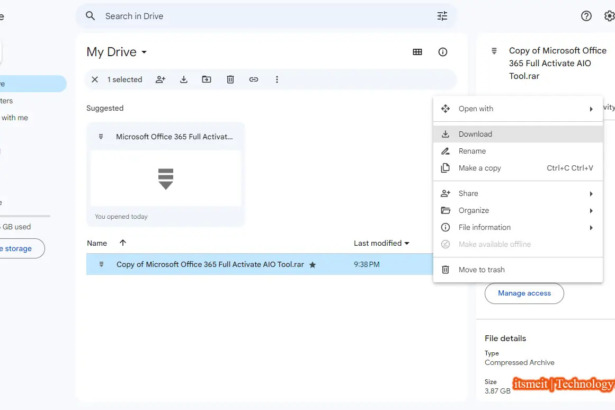 e
Search in Drive
My Drive
1 selected
Suggested
Microsoft Office 365 Full Activat...
You opened today
Name
Last modified
Copy of Microsoft Office 365 Full Activate AIO Tool.rar
9:38 PM
ve
ters
with me
GB used
e storage
Copy of Microsoft Office
365 Full Activate AIO
Tool.rar
vity
Open with
Download
Rename
Make a copy Ctrl+C Ctrl+V
Share
Organize
File information
Make available offline
Move to trash
Manage access
File details
Type
Compressed Archive
Size
3.87 GB
itsmeit | Technology